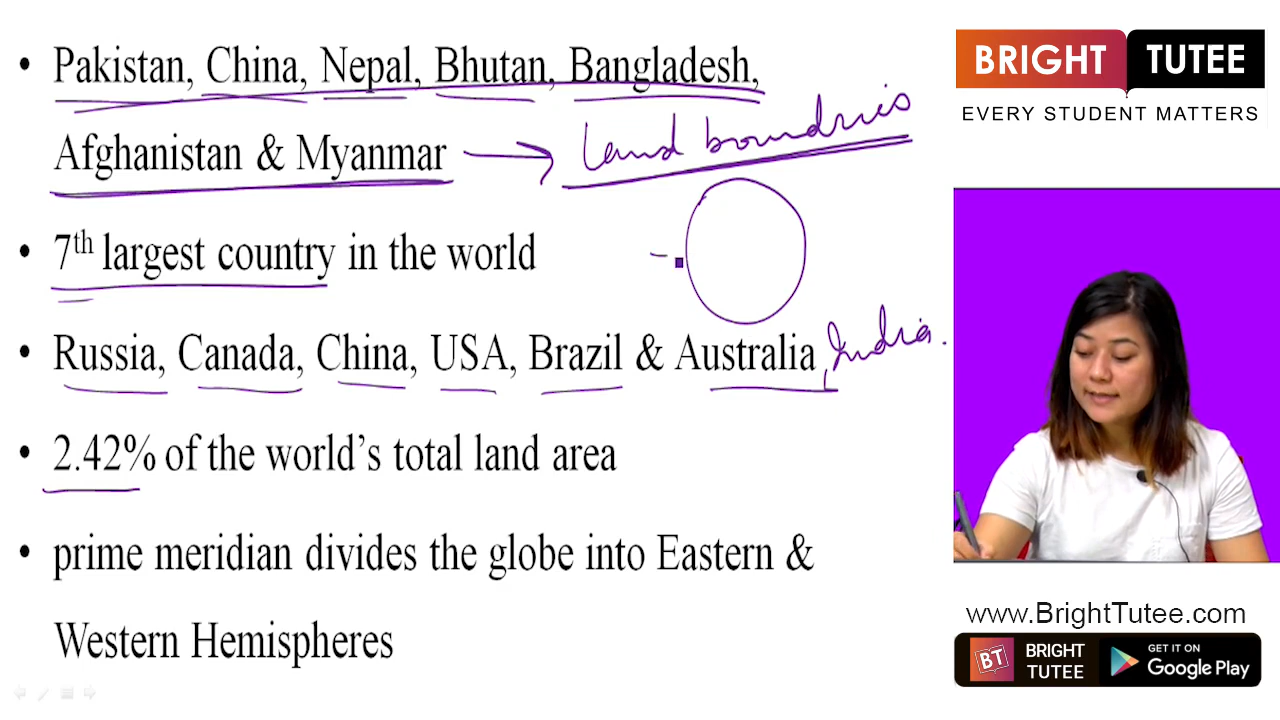 • Pakistan, China, Nepal, Bhutan, Bangladesh,
Afghanistan & Myanmar → land boundries
• 7th largest country in the world
• Russia, Canada, China, USA, Brazil & Australia, India.
• 2.42% of the world's total land area
• prime meridian divides the globe into Eastern &
Western Hemispheres
BRIGHT TUTEE
EVERY STUDENT MATTERS
www.BrightTutee.com
BT BRIGHT TUTEE
GET IT ON
Google Play